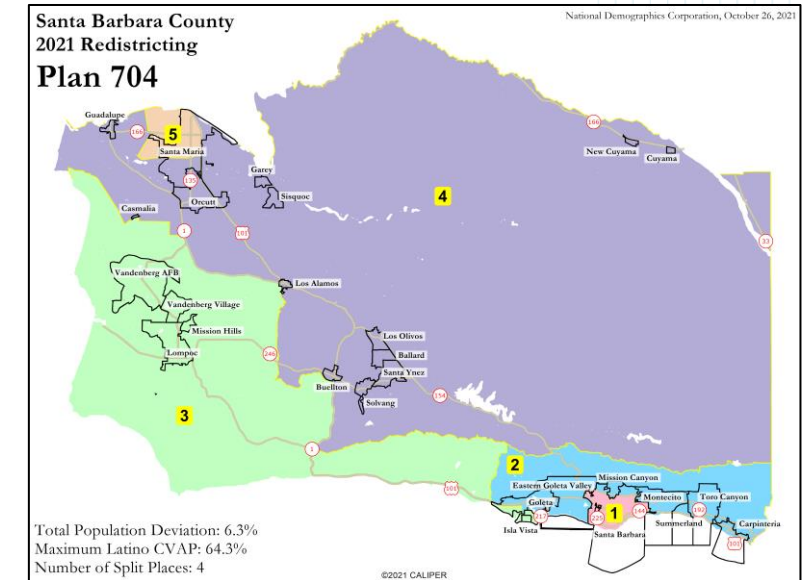 Santa Barbara County
2021 Redistricting
Plan 704
National Demographics Corporation, October 26, 2021
Guadalupe
166
5
Santa Maria
166
New Cuyama
Cuyama
Garey
135
Sisquoc
4
Orcutt
Casmalia
1
101
33
Vandenberg AFB
Los Alamos
Vandenberg Village
Mission Hills
Los Olivos
Lompoc
246
Ballard
Santa Ynez
Buellton
154
Solvang
3
1
2
Mission Canyon
101
Eastern Goleta Valley
Montecito
Toro Canyon
Goleta
1
217
225
144
192
Isla Vista
Santa Barbara
Summerland
Carpinteria
101
Total Population Deviation: 6.3%
Maximum Latino CVAP: 64.3%
Number of Split Places: 4
©2021 CALIPER